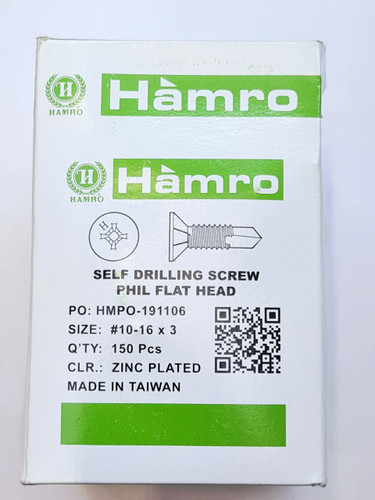 HAMRO
Hàmro
HAMRO
Hàmro
H
SELF DRILLING SCREW
PHIL FLAT HEAD
PO: HMPO-191106
SIZE: #10-16 x 3
Q'TY: 150 Pcs
CLR.: ZINC PLATED
MADE IN TAIWAN